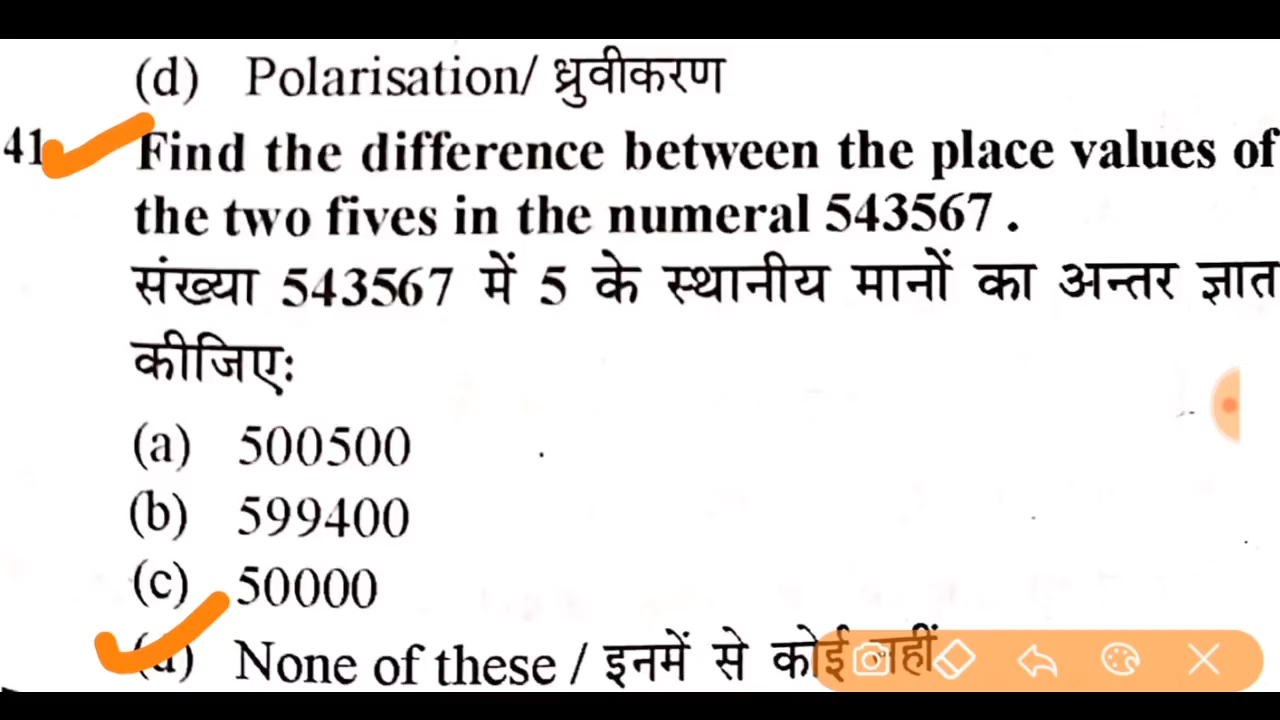 (d) Polarisation/ ध्रुवीकरण
41 Find the difference between the place values of
the two fives in the numeral 543567 .
संख्या 543567 में 5 के स्थानीय मानों का अन्तर ज्ञात
कीजिएः
(a) 500500
(b) 599400
(c) 50000
(d) None of these / इनमें से कोई नहीं